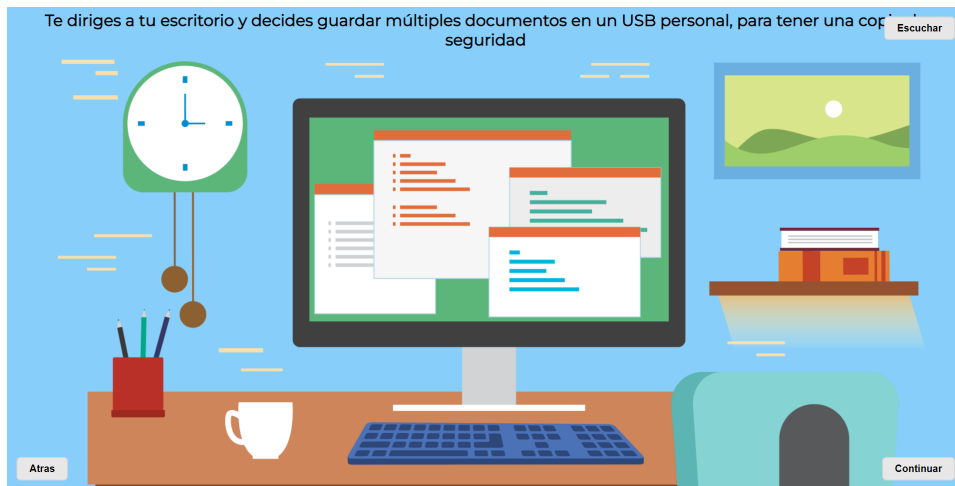 Te diriges a tu escritorio y decides guardar múltiples documentos en un USB personal, para tener una
seguridad
Escuchar
Atras
Continuar